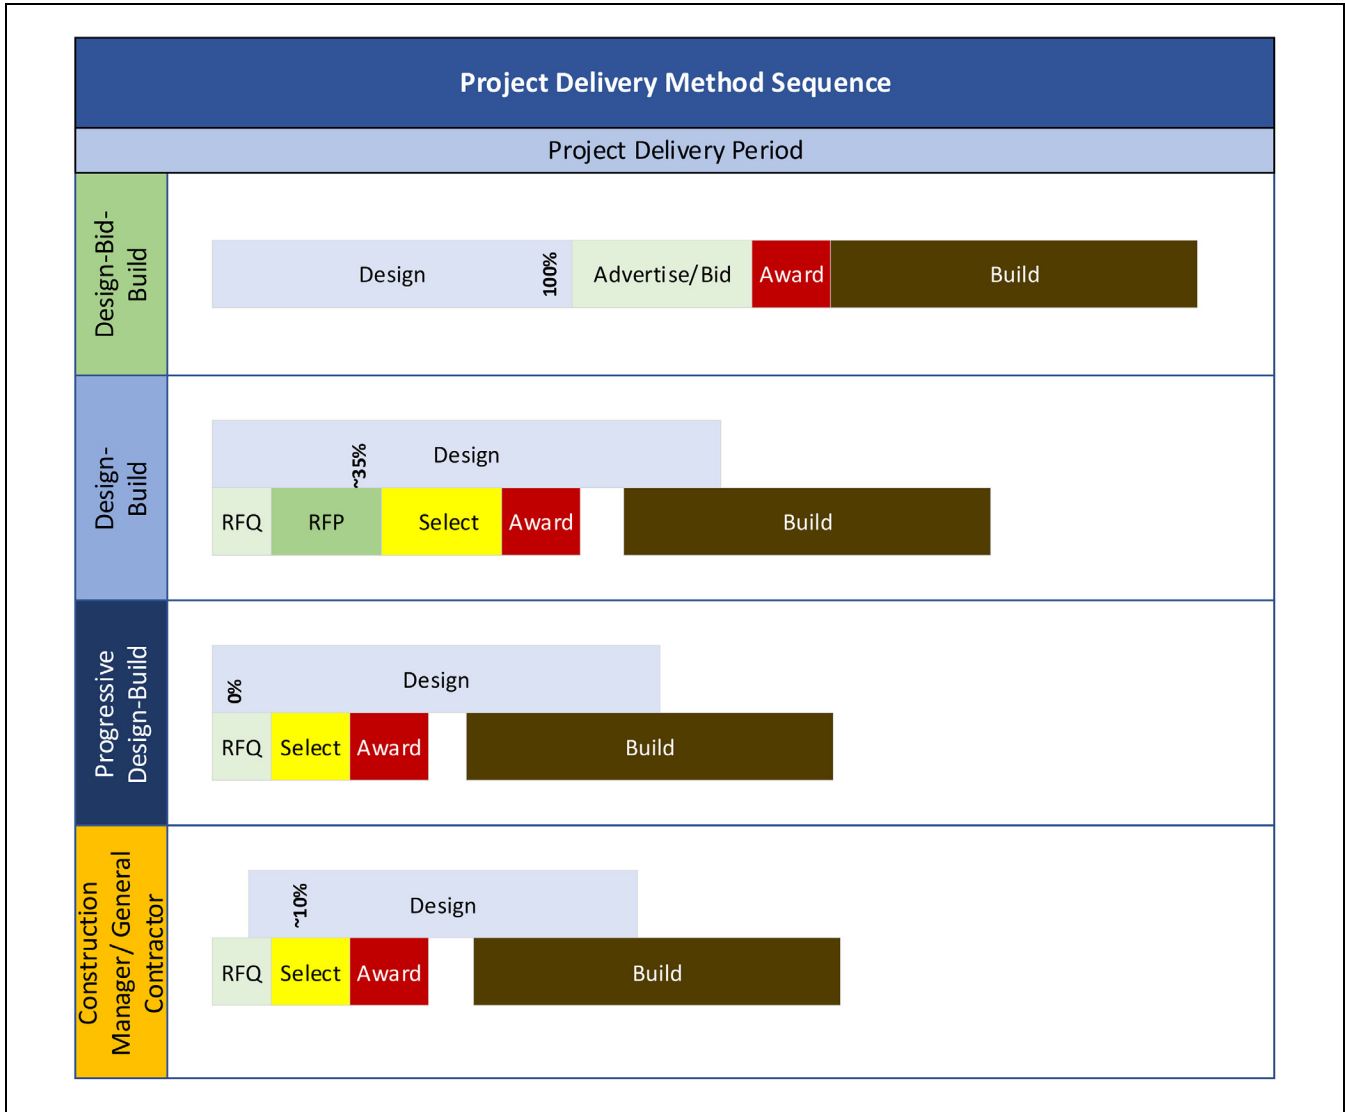 Project Delivery Method Sequence
Project Delivery Period
Design-Bid-
Build
Design
100%
Advertise/Bid
Award
Build
Design-
Build
Design
~35%
RFQ
RFP
Select
Award
Build
Progressive
Design-Build
Design
0%
RFQ
Select
Award
Build
Construction
Manager/ General
Contractor
Design
~10%
RFQ
Select
Award
Build